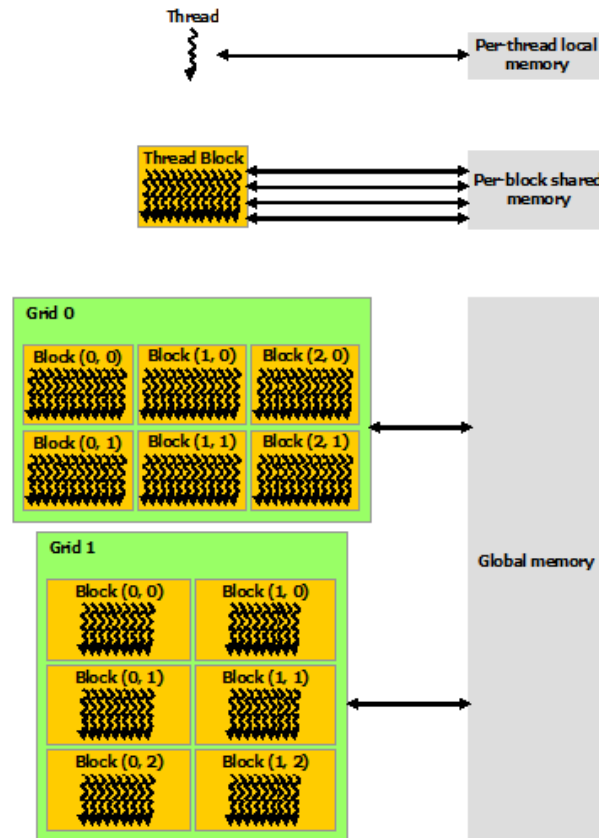 Thread
Per-thread local
memory
Thread Block
Per-block shared
memory
Grid 0
Block (0, 0) Block (1, 0) Block (2, 0)
Block (0, 1) Block (1, 1) Block (2, 1)
Global memory
Grid 1
Block (0, 0) Block (1, 0)
Block (0, 1) Block (1, 1)
Block (0, 2) Block (1, 2)